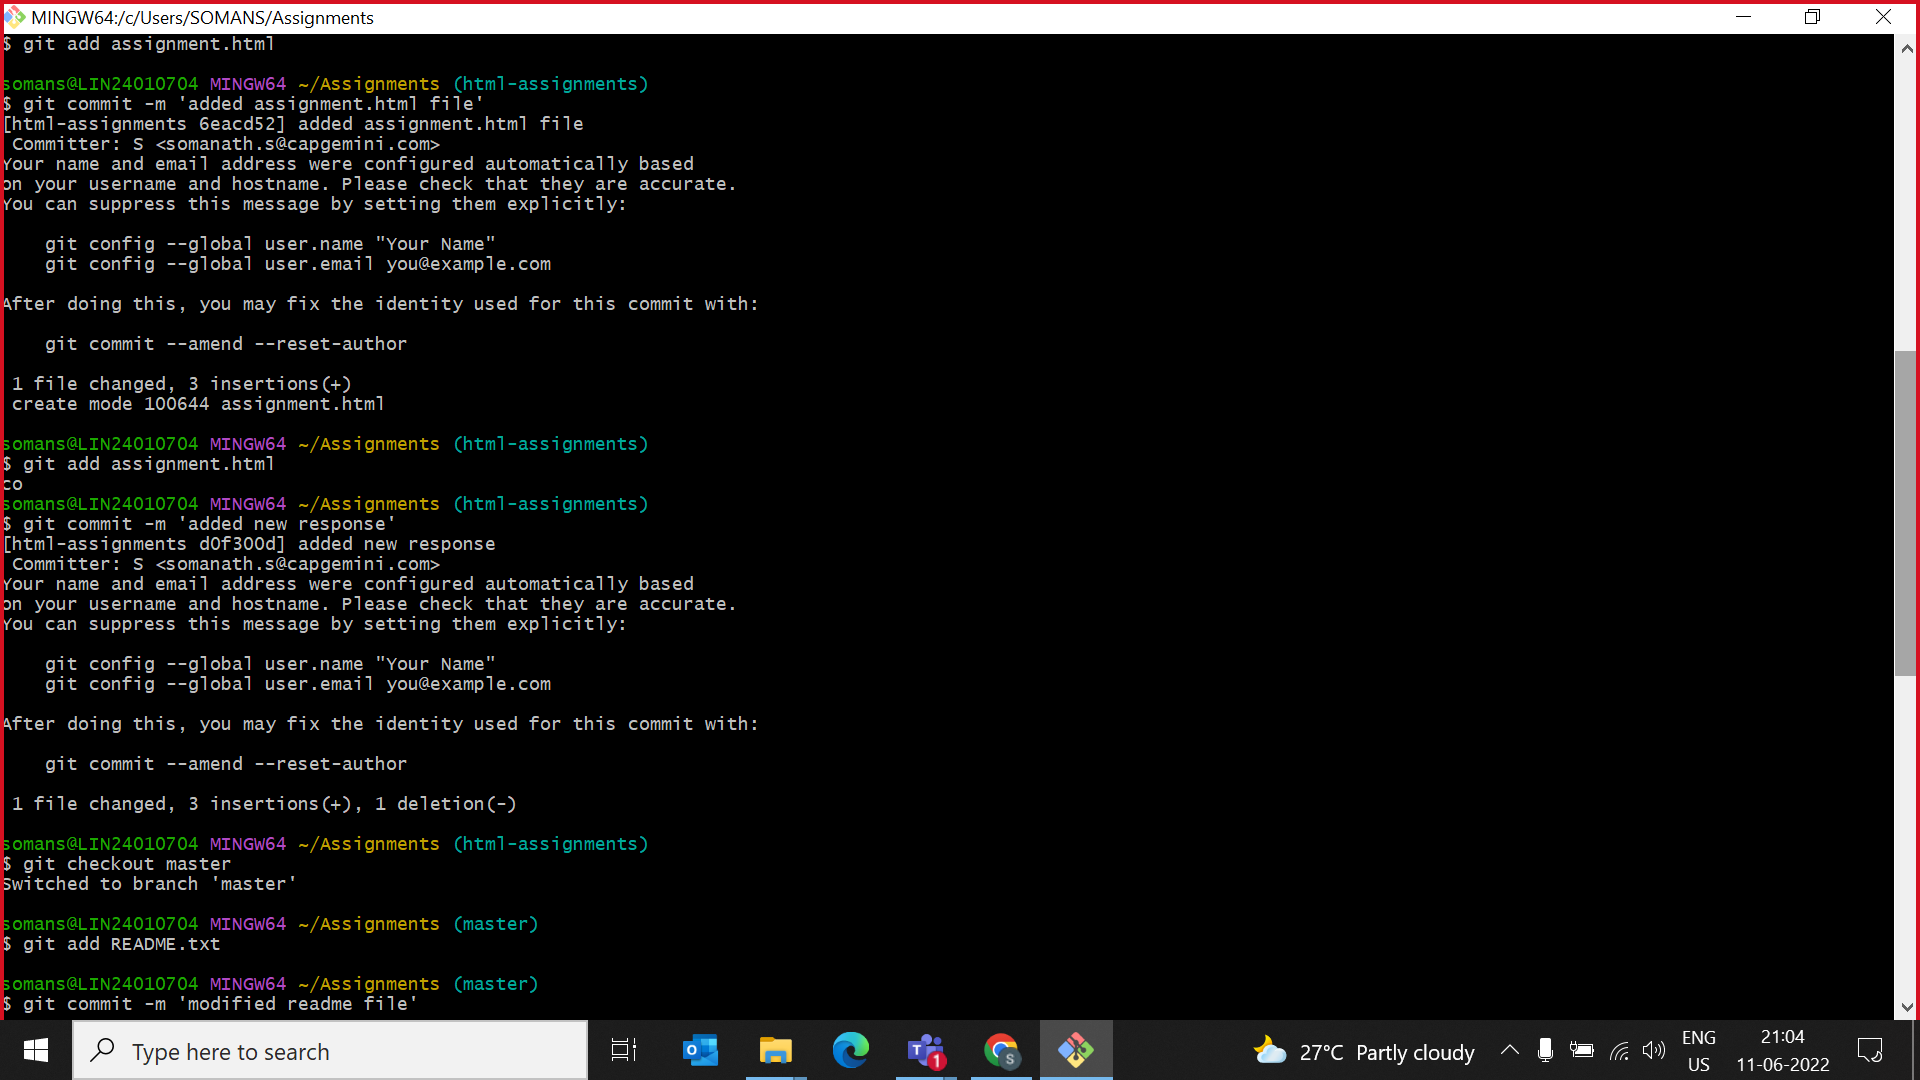 MINGW64:/c/Users/SOMANS/Assignments
$ git add assignment.html
somans@LIN24010704 MINGW64 ~/Assignments (html-assignments)
$ git commit -m 'added assignment.html file'
[html-assignments 6eacd52] added assignment.html file
Committer: S <somanath.s@capgemini.com>
Your name and email address were configured automatically based
on your username and hostname. Please check that they are accurate.
You can suppress this message by setting them explicitly:
git config --global user.name "Your Name"
git config --global user.email you@example.com
After doing this, you may fix the identity used for this commit with:
git commit --amend --reset-author
1 file changed, 3 insertions(+)
create mode 100644 assignment.html
somans@LIN24010704 MINGW64 ~/Assignments (html-assignments)
$ git add assignment.html
co
somans@LIN24010704 MINGW64 ~/Assignments (html-assignments)
$ git commit -m 'added new response'
[html-assignments d0f300d] added new response
Committer: S <somanath.s@capgemini.com>
Your name and email address were configured automatically based
on your username and hostname. Please check that they are accurate.
You can suppress this message by setting them explicitly:
git config --global user.name "Your Name"
git config --global user.email you@example.com
After doing this, you may fix the identity used for this commit with:
git commit --amend --reset-author
1 file changed, 3 insertions(+), 1 deletion(-)
somans@LIN24010704 MINGW64 ~/Assignments (html-assignments)
$ git checkout master
Switched to branch 'master'
somans@LIN24010704 MINGW64 ~/Assignments (master)
$ git add README.txt
somans@LIN24010704 MINGW64 ~/Assignments (master)
$ git commit -m 'modified readme file'
Type here to search
1
S
27°C Partly cloudy
ENG
US
21:04
11-06-2022